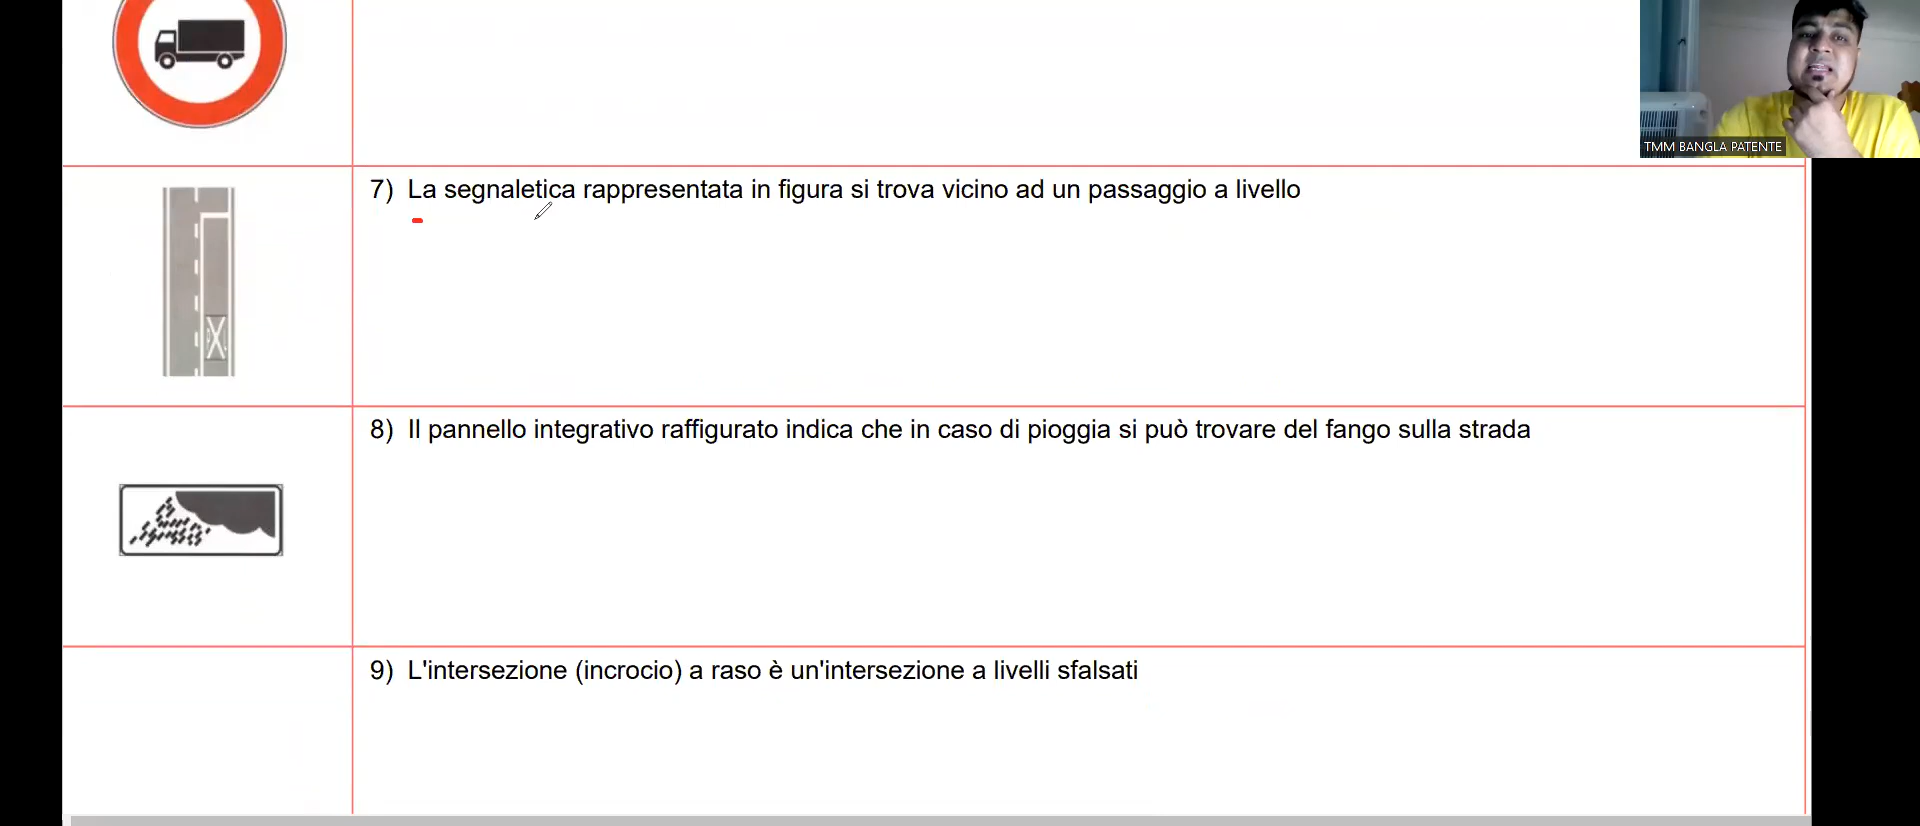 TMM BANGLA PATENTE
7) La segnaletica rappresentata in figura si trova vicino ad un passaggio a livello
8) Il pannello integrativo raffigurato indica che in caso di pioggia si può trovare del fango sulla strada
9) L'intersezione (incrocio) a raso è un'intersezione a livelli sfalsati